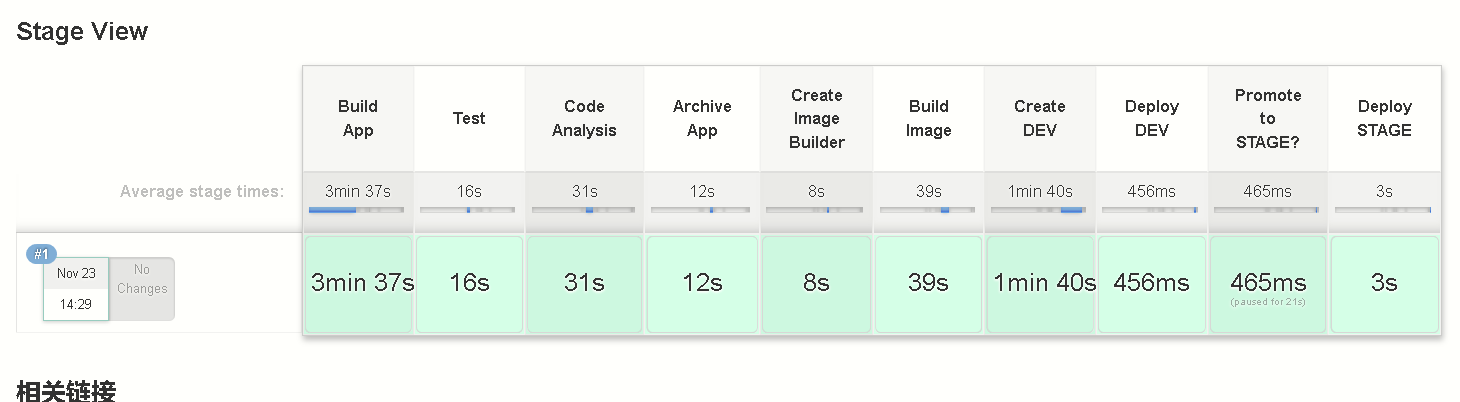 Stage View
Build
App
Test
Code
Analysis
Archive
App
Create
Image
Builder
Build
Image
Create
DEV
Deploy
DEV
Promote
to
STAGE?
Deploy
STAGE
Average stage times:
3min 37s
16s
31s
12s
8s
39s
1min 40s
456ms
465ms
3s
#1
Nov 23
14:29
No
Changes
3min 37s
16s
31s
12s
8s
39s
1min 40s
456ms
465ms
(paused for 21s)
3s
相关链接